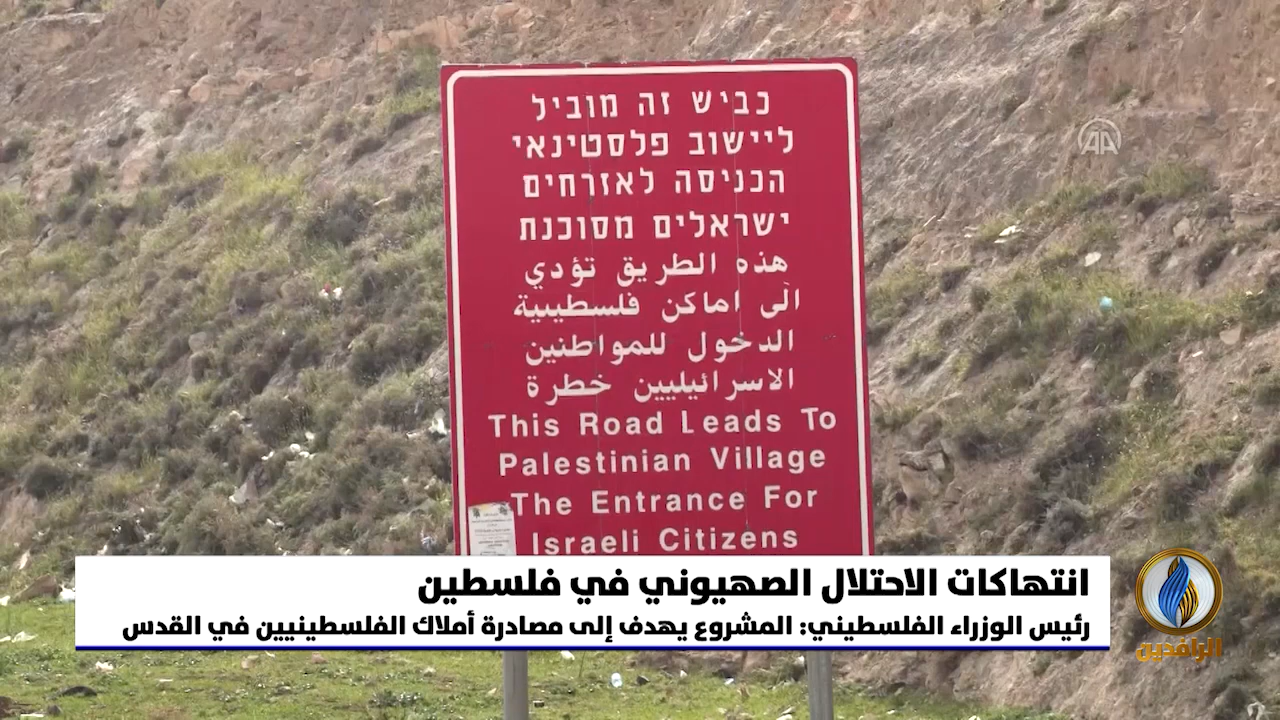 כביש זה מוביל
ליישוב פלסטינאי
הכניסה לאזרחים
ישראלים מסוכנת
هذه الطريق تؤدي
الى اماكن فلسطينية
الدخول للمواطنين
الاسرائيليين خطرة
This Road Leads To
Palestinian Village
The Entrance For
Israeli Citizens
AA
انتهاكات الاحتلال الصهيوني في فلسطين
رئيس الوزراء الفلسطيني: المشروع يهدف إلى مصادرة أملاك الفلسطينيين في القدس
الرافدين